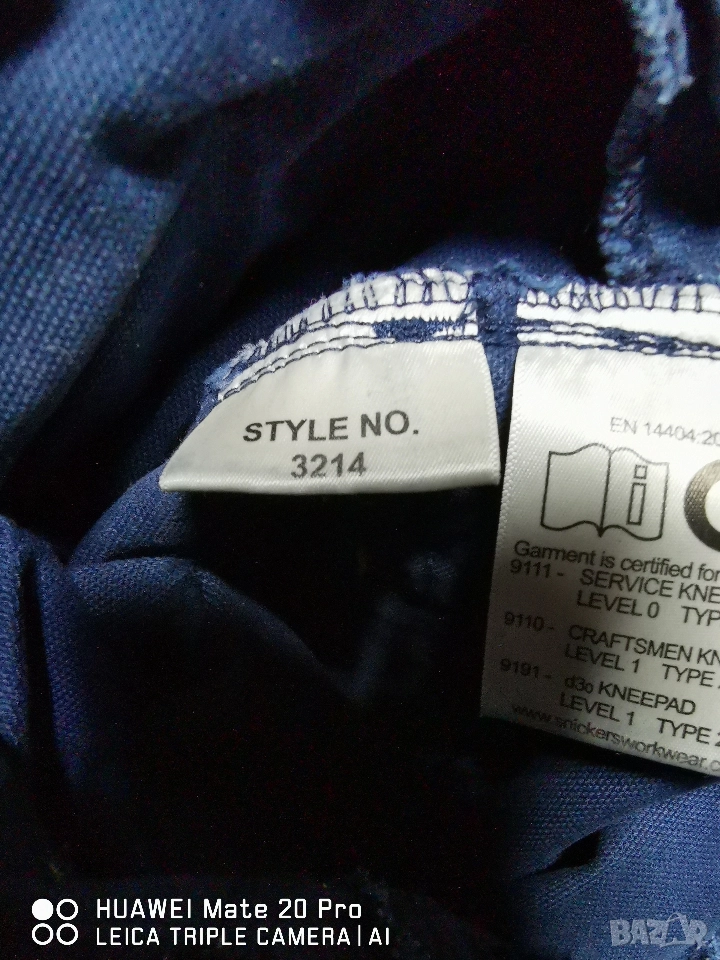 STYLE NO.
3214
EN 14404:20
Garment is certified for
9111 - SERVICE KNE
LEVEL 0 TYP
9110 - CRAFTSMEN KN
LEVEL 1 TYPE
9191 - d3o KNEEPAD
LEVEL 1 TYPE 2
www.snickersworkwear.c
HUAWEI Mate 20 Pro
LEICA TRIPLE CAMERA | AI
BAZAR